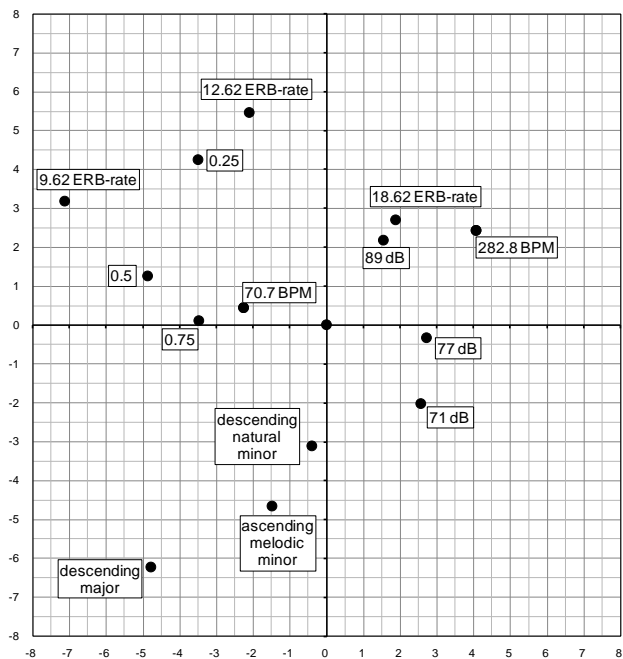 8
7
6
12.62 ERB-rate
5
0.25
4
9.62 ERB-rate
3
18.62 ERB-rate
2
89 dB
282.8 BPM
0.5
1
70.7 BPM
0
0.75
77 dB
-1
-2
71 dB
descending
natural
minor
-3
-4
-5
ascending
melodic
minor
-6
descending
major
-7
-8
-8 -7 -6 -5 -4 -3 -2 -1 0 1 2 3 4 5 6 7 8